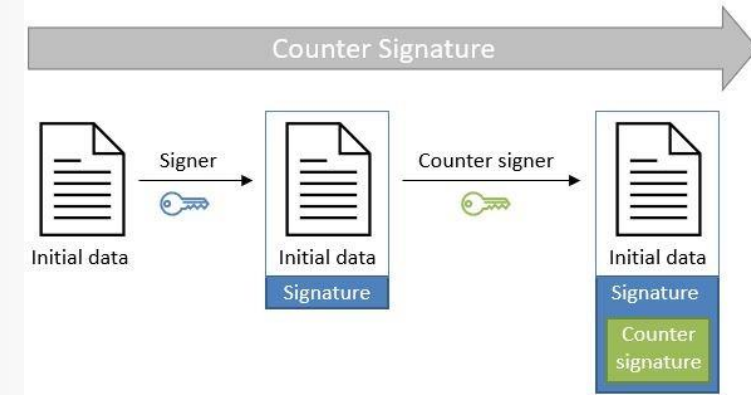 Counter Signature
Signer
Counter signer
Initial data
Initial data
Signature
Initial data
Signature
Counter
signature